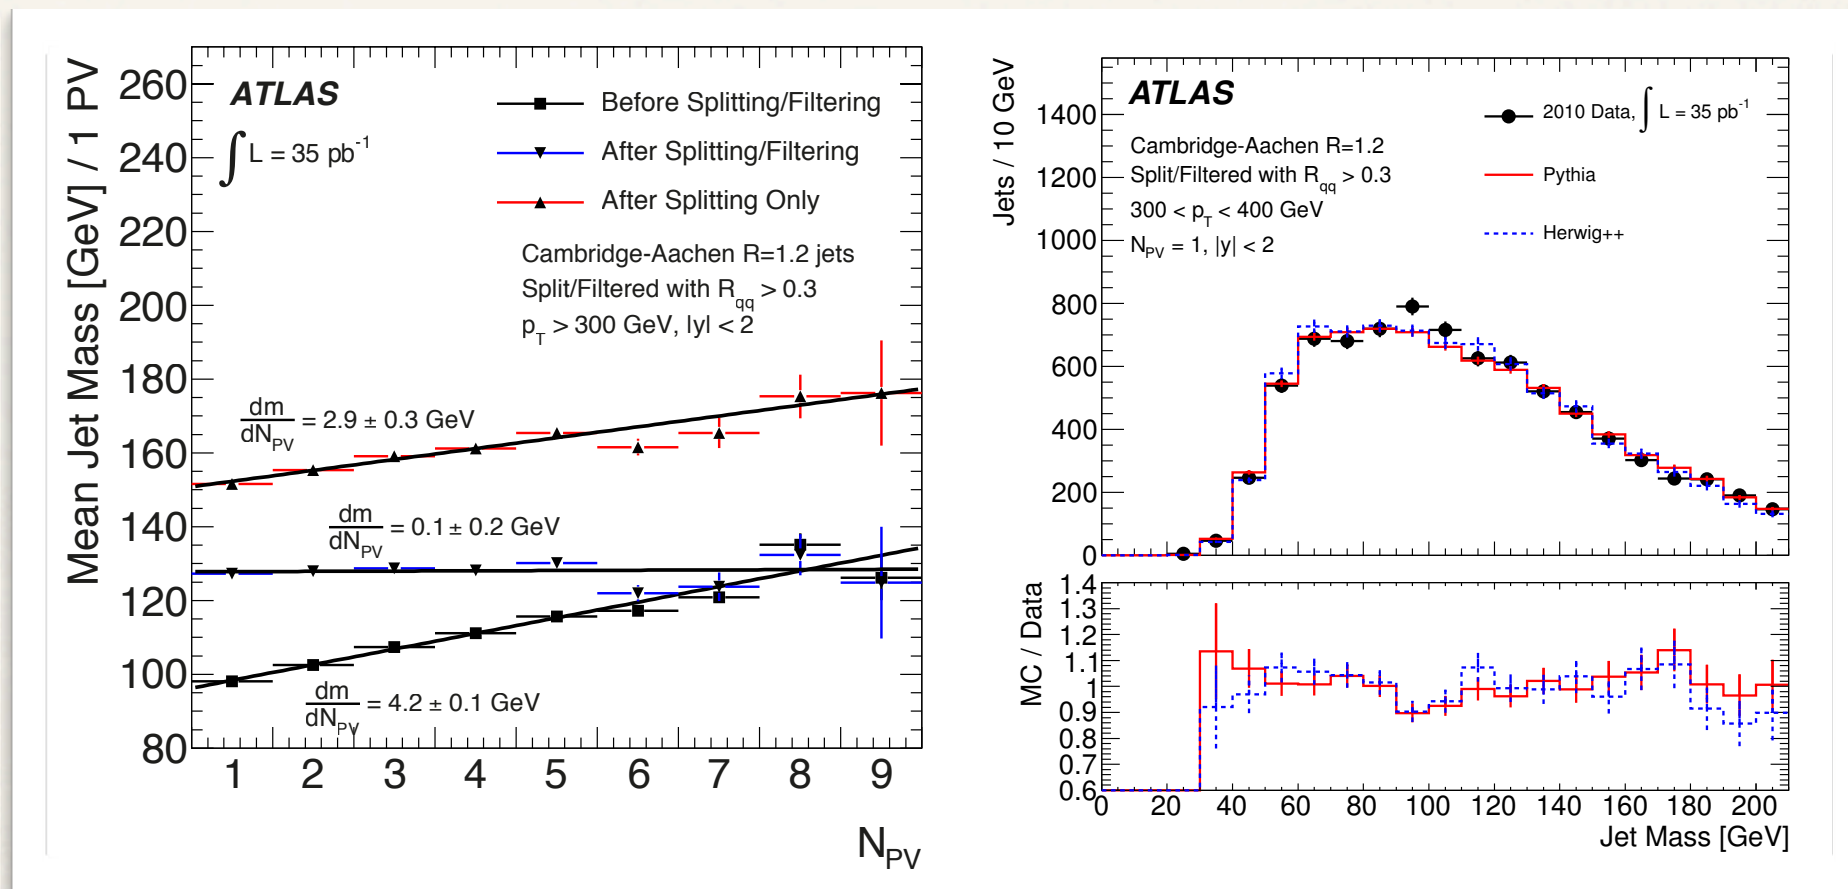 Mean Jet Mass [GeV] / 1 PV
260
240
220
200
180
160
140
120
100
80
ATLAS
∫ L = 35 pb⁻¹
Before Splitting/Filtering
After Splitting/Filtering
After Splitting Only
Cambridge-Aachen R=1.2 jets
Split/Filtered with R_qq > 0.3
p_T > 300 GeV, |y| < 2
dm/dN_PV = 2.9 ± 0.3 GeV
dm/dN_PV = 0.1 ± 0.2 GeV
dm/dN_PV = 4.2 ± 0.1 GeV
1 2 3 4 5 6 7 8 9
N_PV
Jets / 10 GeV
1400
1200
1000
800
600
400
200
0
ATLAS
Cambridge-Aachen R=1.2
Split/Filtered with R_qq > 0.3
300 < p_T < 400 GeV
N_PV = 1, |y| < 2
2010 Data, ∫ L = 35 pb⁻¹
Pythia
Herwig++
MC / Data
1.4
1.3
1.2
1.1
1
0.9
0.8
0.7
0.6
0 20 40 60 80 100 120 140 160 180 200
Jet Mass [GeV]